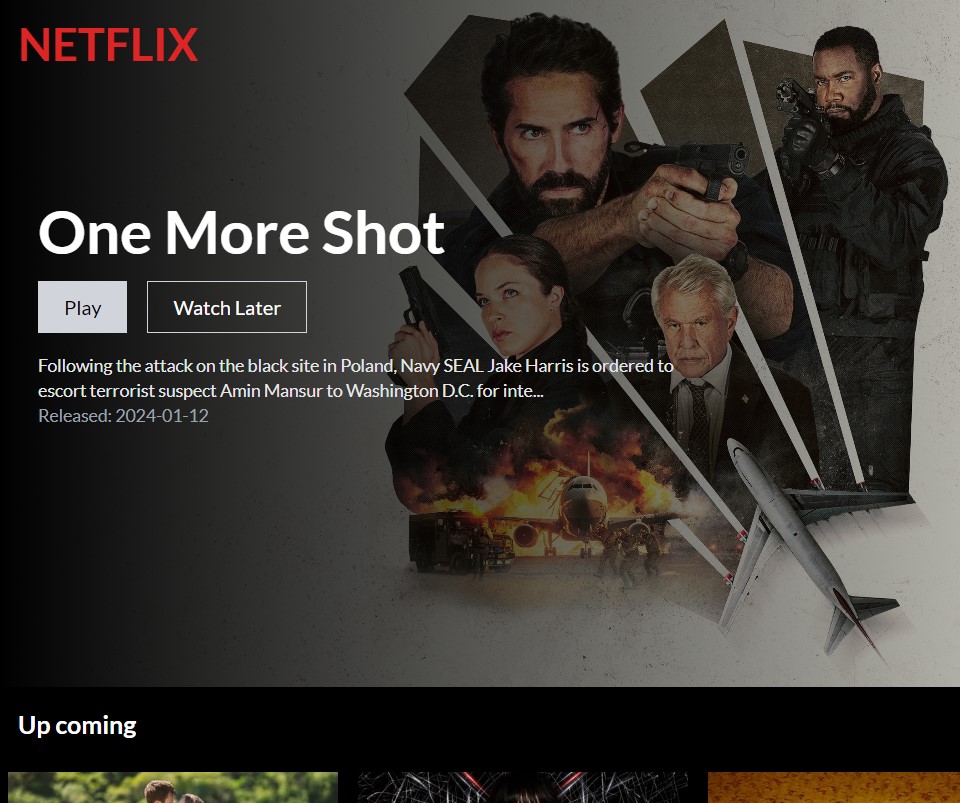 NETFLIX
One More Shot
Play
Watch Later
Following the attack on the black site in Poland, Navy SEAL Jake Harris is ordered to
escort terrorist suspect Amin Mansur to Washington D.C. for inte...
Released: 2024-01-12
Up coming